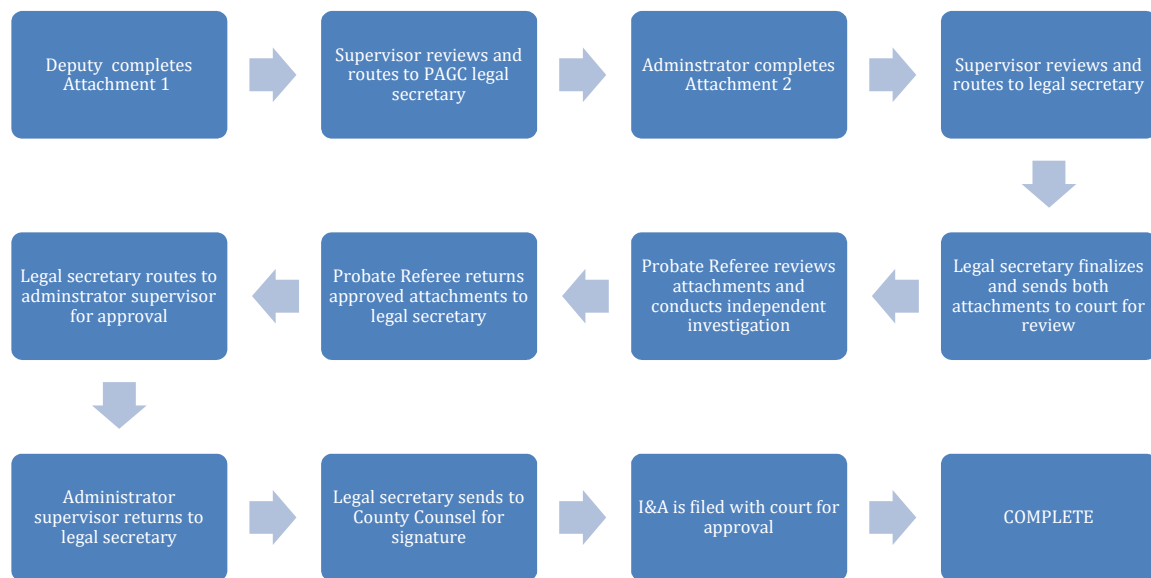 Deputy completes
Attachment 1
Supervisor reviews and
routes to PAGC legal
secretary
Adminstrator completes
Attachment 2
Supervisor reviews and
routes to legal secretary
Legal secretary finalizes
and sends both
attachments to court for
review
Probate Referee reviews
attachments and
conducts independent
investigation
Probate Referee returns
approved attachments to
legal secretary
Legal secretary routes to
adminstrator supervisor
for approval
Administrator
supervisor returns to
legal secretary
Legal secretary sends to
County Counsel for
signature
I&A is filed with court for
approval
COMPLETE